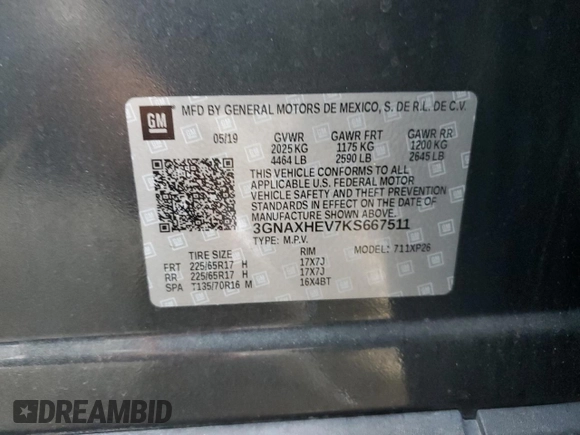 GM
MFD BY GENERAL MOTORS DE MEXICO, S. DE R.L. DE C.V.
05/19 GVWR GAWR FRT GAWR RR
2025 KG 1175 KG 1200 KG
4464 LB 2590 LB 2645 LB
THIS VEHICLE CONFORMS TO ALL
APPLICABLE U.S. FEDERAL MOTOR
VEHICLE SAFETY AND THEFT PREVENTION
STANDARDS IN EFFECT ON THE DATE
OF MANUFACTURE SHOWN ABOVE.
3GNAXHEV7KS667511
TYPE: M.P.V. MODEL: 711XP26
TIRE SIZE RIM
FRT 225/65R17 H 17X7J
RR 225/65R17 H 17X7J
SPA T135/70R16 M 16X4BT
DREAMBID